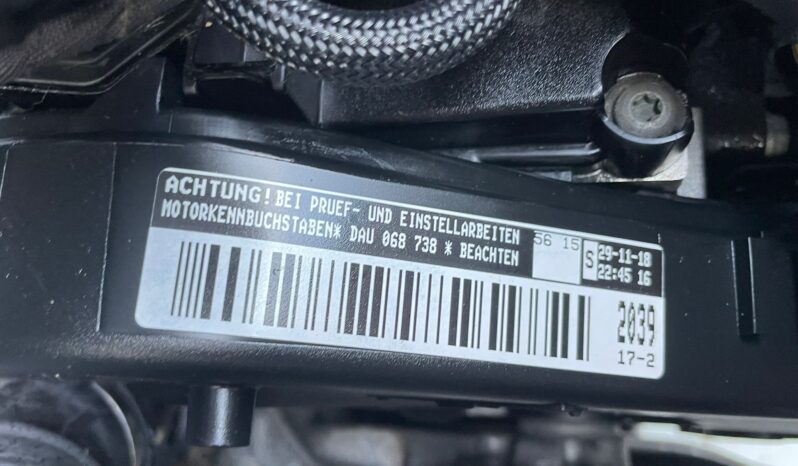 ACHTUNG! BEI PRUEF- UND EINSTELLARBEITEN
MOTORKENNBUCHSTABEN* DAU 068 738 * BEACHTEN
56 15
S
29-11-18
22:45 16
2039
17-2